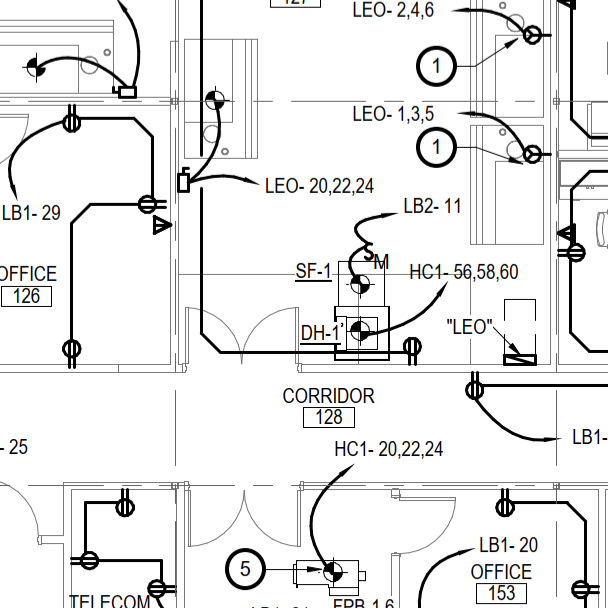 127
LEO- 2,4,6
1
LEO- 1,3,5
1
LEO- 20,22,24
LB1- 29
LB2- 11
M
OFFICE
126
SF-1
HC1- 56,58,60
DH-1
"LEO"
CORRIDOR
128
- 25
HC1- 20,22,24
LB1-
LB1- 20
5
OFFICE
153
TELECOM
FPB-1,6